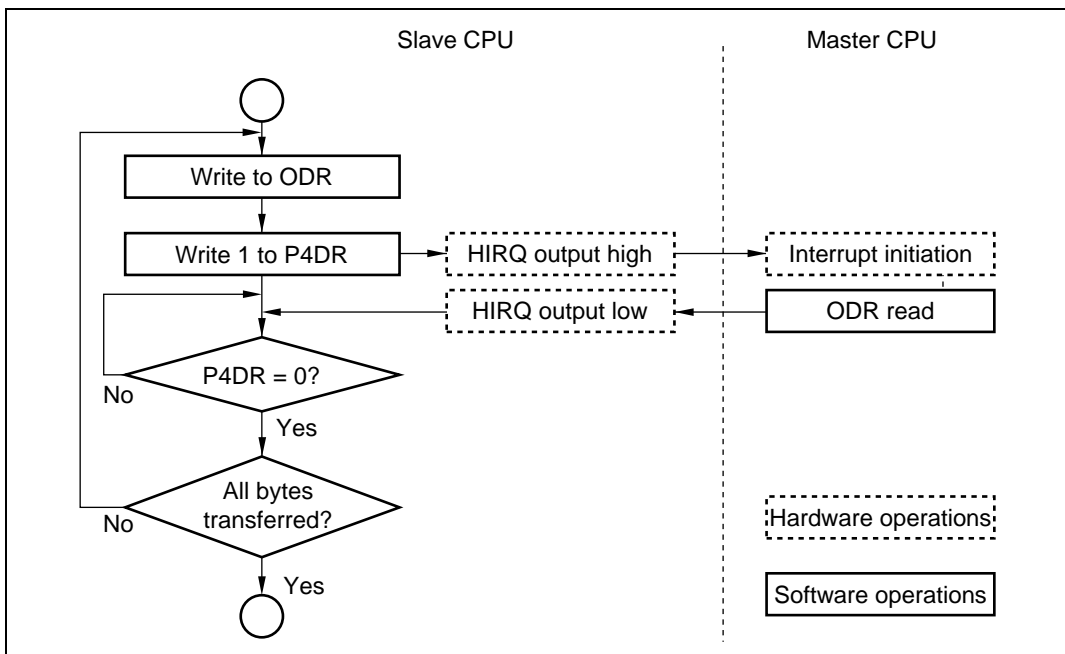 Slave CPU
Master CPU
Write to ODR
Write 1 to P4DR
HIRQ output high
Interrupt initiation
HIRQ output low
ODR read
P4DR = 0?
No
Yes
All bytes
transferred?
No
Yes
Hardware operations
Software operations